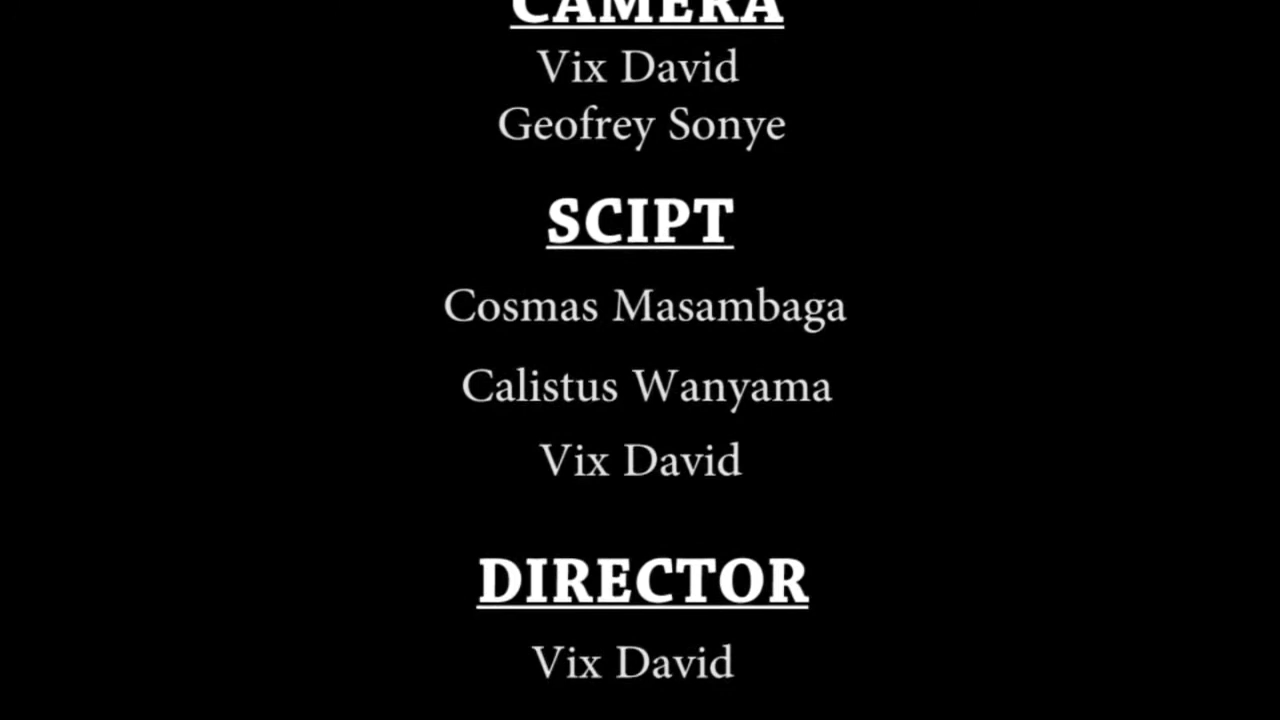 CAMERA
Vix David
Geofrey Sonye
SCIPT
Cosmas Masambaga
Calistus Wanyama
Vix David
DIRECTOR
Vix David